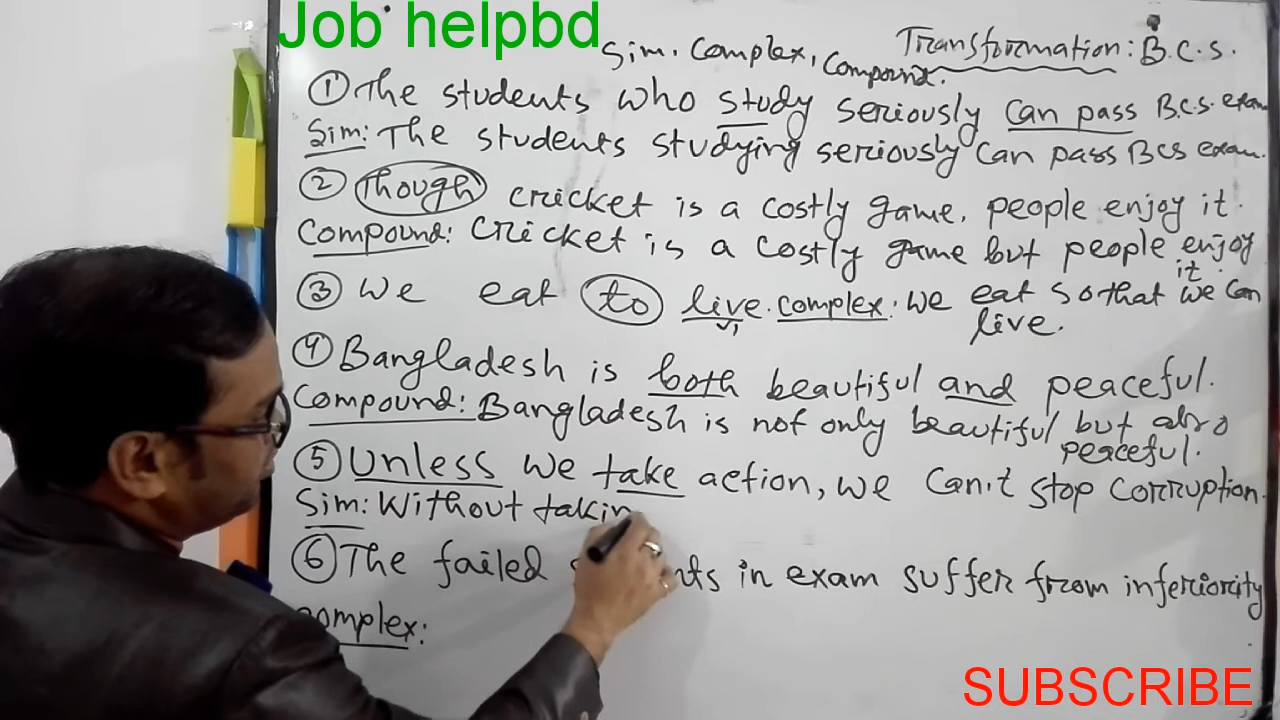 Job helpbd
Transformation: B.C.S.
Sim. Complex, Compound.
① The students who study seriously can pass B.C.S. exam
Sim: The students studying seriously can pass BCS exam.
② Though cricket is a costly game, people enjoy it.
Compound: Cricket is a costly game but people enjoy
it.
③ We eat to live. complex: We eat so that we can
live.
④ Bangladesh is both beautiful and peaceful.
Compound: Bangladesh is not only beautiful but also
peaceful.
⑤ Unless we take action, we can't stop corruption.
Sim: Without takin
⑥ The failed nts in exam suffer from inferiority
complex:
SUBSCRIBE